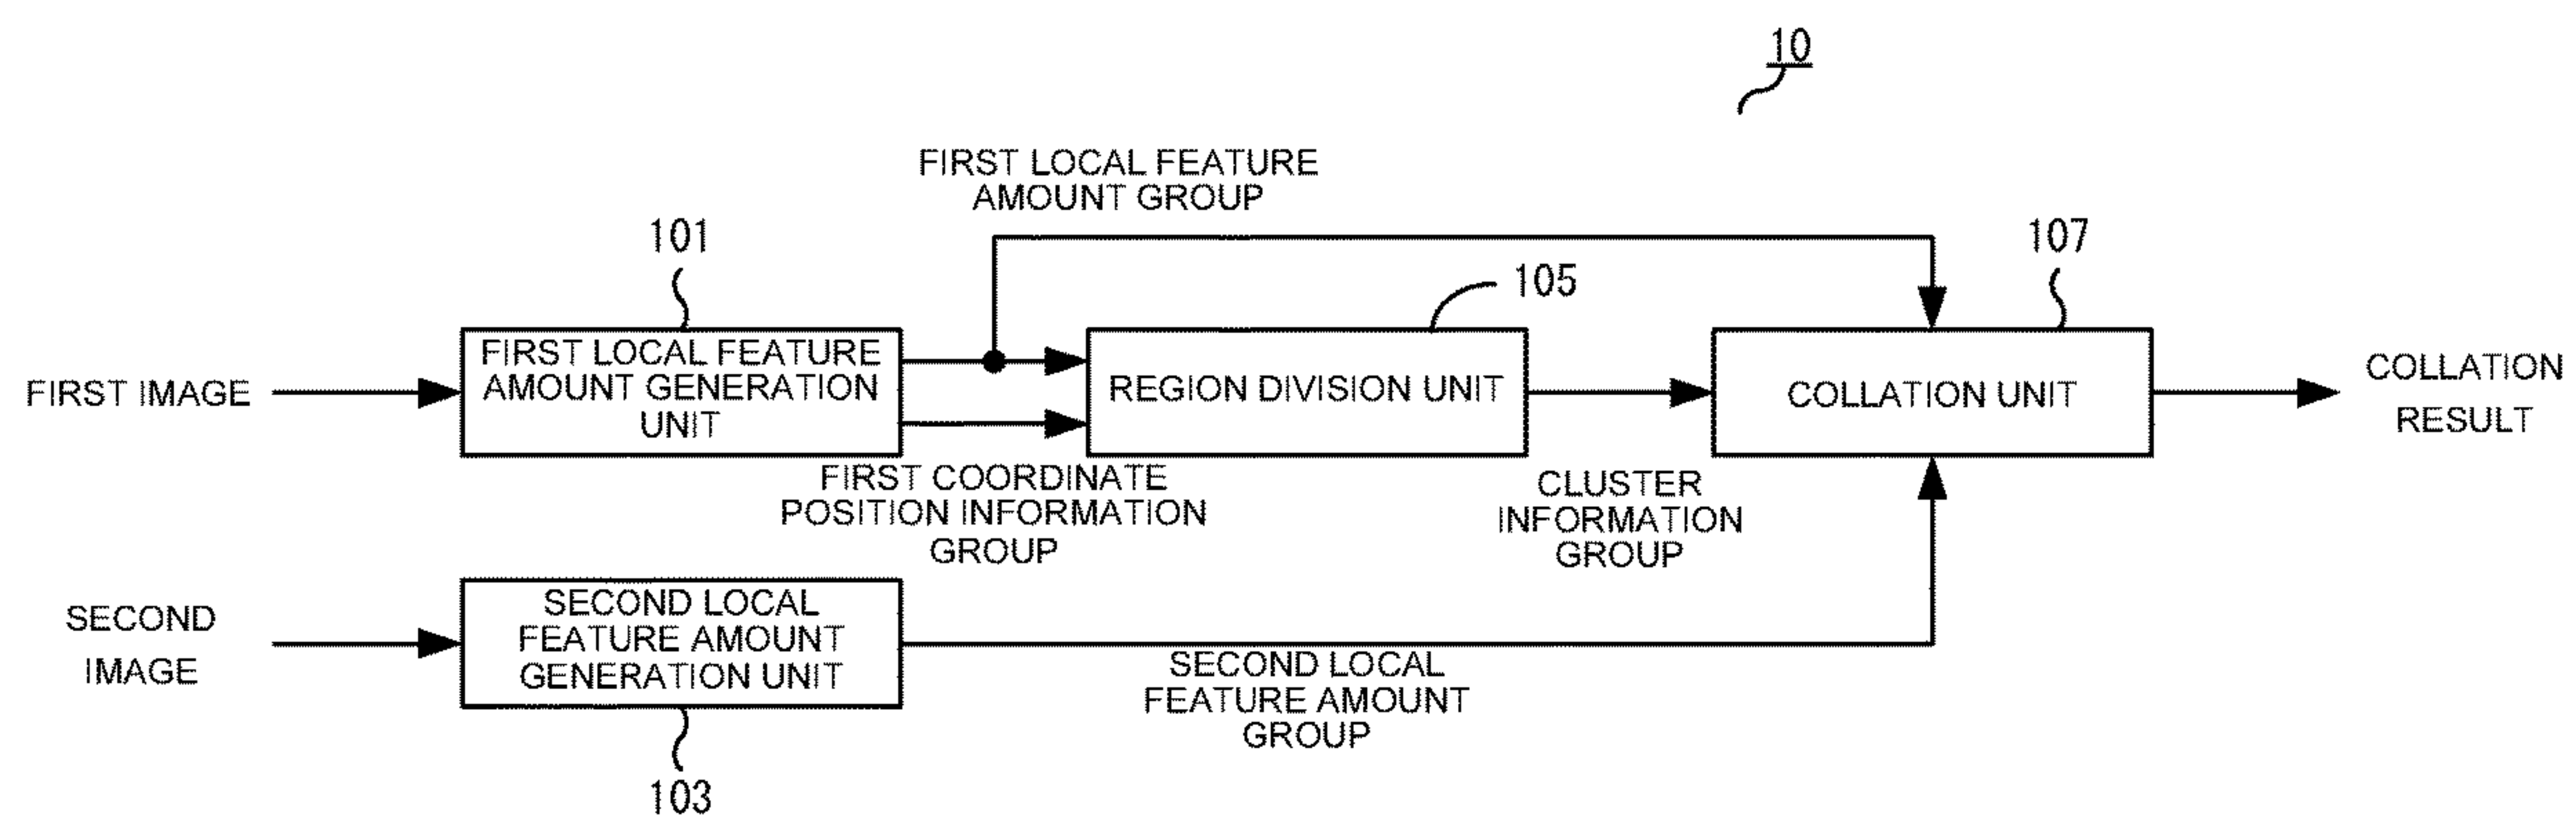 10
FIRST LOCAL FEATURE
AMOUNT GROUP
101
107
105
FIRST IMAGE
FIRST LOCAL FEATURE
AMOUNT GENERATION
UNIT
REGION DIVISION UNIT
COLLATION UNIT
COLLATION
RESULT
FIRST COORDINATE
POSITION INFORMATION
GROUP
CLUSTER
INFORMATION
GROUP
SECOND
IMAGE
SECOND LOCAL
FEATURE AMOUNT
GENERATION UNIT
SECOND LOCAL
FEATURE AMOUNT
GROUP
103